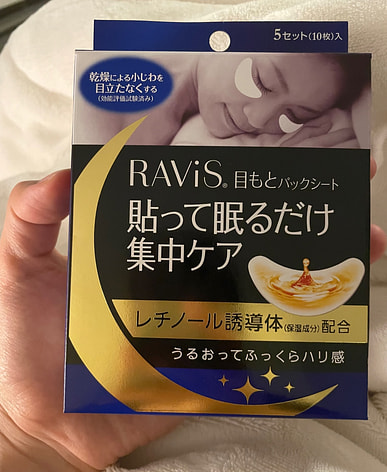 5セット(10枚)入
乾燥による小じわを
目立たなくする
(効能評価試験済み)
RAViS® 目もとパックシート
貼って眠るだけ
集中ケア
レチノール誘導体(保湿成分)配合
うるおってふっくらハリ感